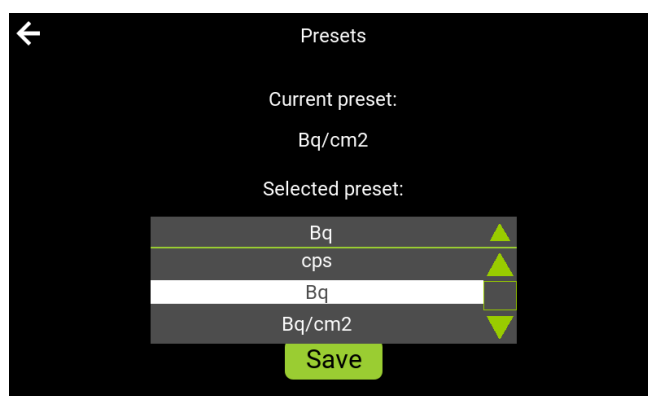 Presets
Current preset:
Bq/cm2
Selected preset:
Bq
cps
Bq
Bq/cm2
Save